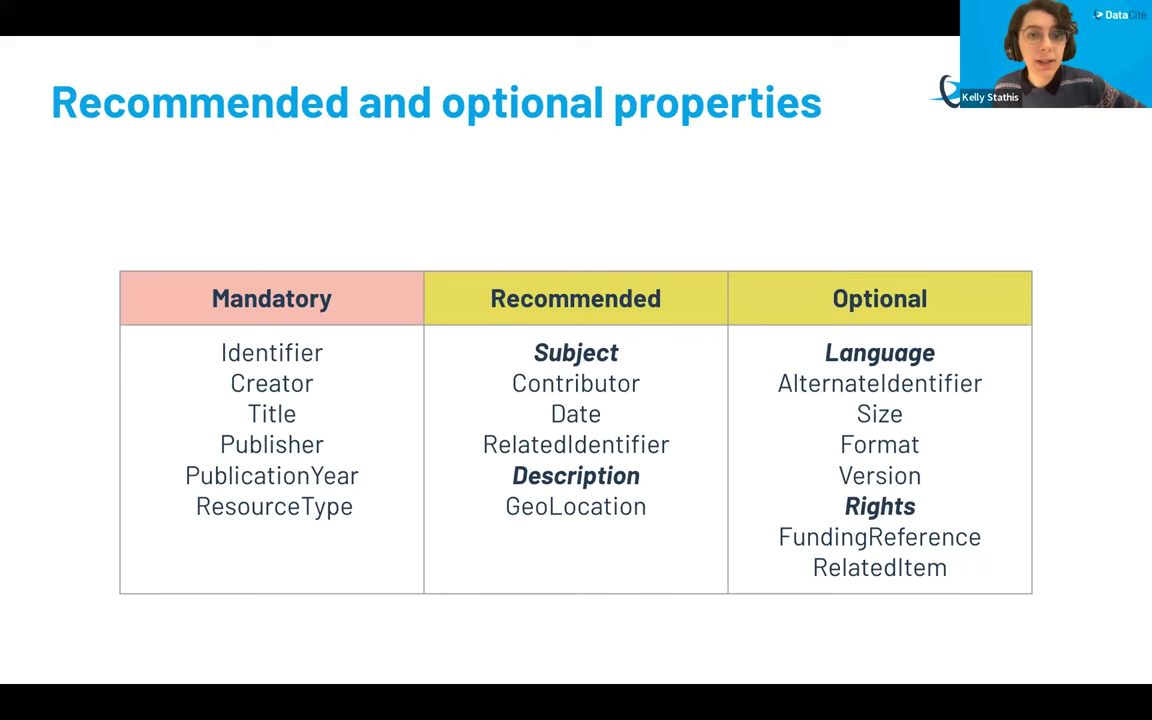 DataCite
Recommended and optional properties
Kelly Stathis
Mandatory
Recommended
Optional
Identifier
Creator
Title
Publisher
PublicationYear
ResourceType
Subject
Contributor
Date
RelatedIdentifier
Description
GeoLocation
Language
AlternateIdentifier
Size
Format
Version
Rights
FundingReference
RelatedItem